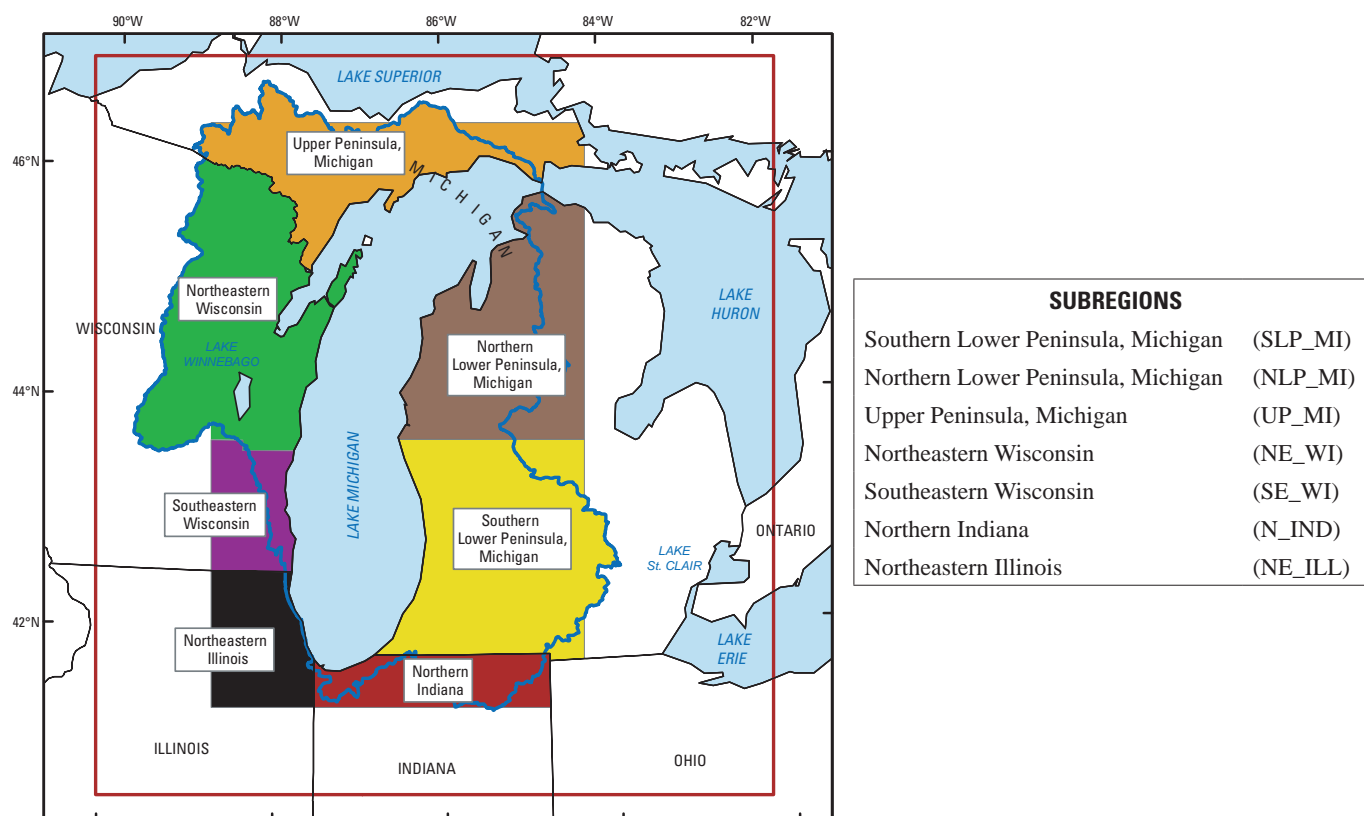 90°W 88°W 86°W 84°W 82°W
LAKE SUPERIOR
46°N
Upper Peninsula,
Michigan
MICHIGAN
Northeastern
Wisconsin
WISCONSIN
LAKE
WINNEBAGO
LAKE
HURON
Northern
Lower Peninsula,
Michigan
44°N
LAKE MICHIGAN
Southeastern
Wisconsin
Southern
Lower Peninsula,
Michigan
ONTARIO
LAKE
St. CLAIR
42°N
Northeastern
Illinois
LAKE
ERIE
Northern
Indiana
ILLINOIS
INDIANA
OHIO
SUBREGIONS
Southern Lower Peninsula, Michigan (SLP_MI)
Northern Lower Peninsula, Michigan (NLP_MI)
Upper Peninsula, Michigan (UP_MI)
Northeastern Wisconsin (NE_WI)
Southeastern Wisconsin (SE_WI)
Northern Indiana (N_IND)
Northeastern Illinois (NE_ILL)